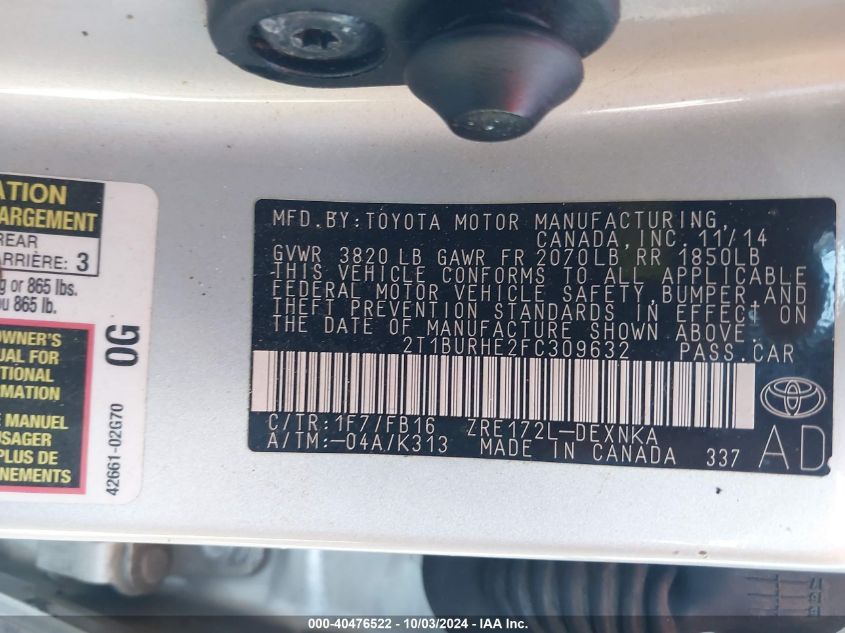 ATION
ARGEMENT
REAR
ARRIÈRE: 3
g or 865 lbs.
ou 865 lb.
OWNER'S
UAL FOR
TIONAL
RMATION
E MANUEL
USAGER
PLUS DE
NEMENTS
0G
42661-02G70
MFD.BY:TOYOTA MOTOR MANUFACTURING,
CANADA,INC. 11/14
GVWR 3820 LB GAWR FR 2070LB RR 1850LB
THIS VEHICLE CONFORMS TO ALL APPLICABLE
FEDERAL MOTOR VEHICLE SAFETY,BUMPER,AND
THEFT PREVENTION STANDARDS IN EFFECT ON
THE DATE OF MANUFACTURE SHOWN ABOVE.
2T1BURHE2FC309632 PASS.CAR
C/TR:1F7/FB16 ZRE172L-DEXNKA
A/TM:-04A/K313 MADE IN CANADA 337
AD
000-40476522 - 10/03/2024 - IAA Inc.